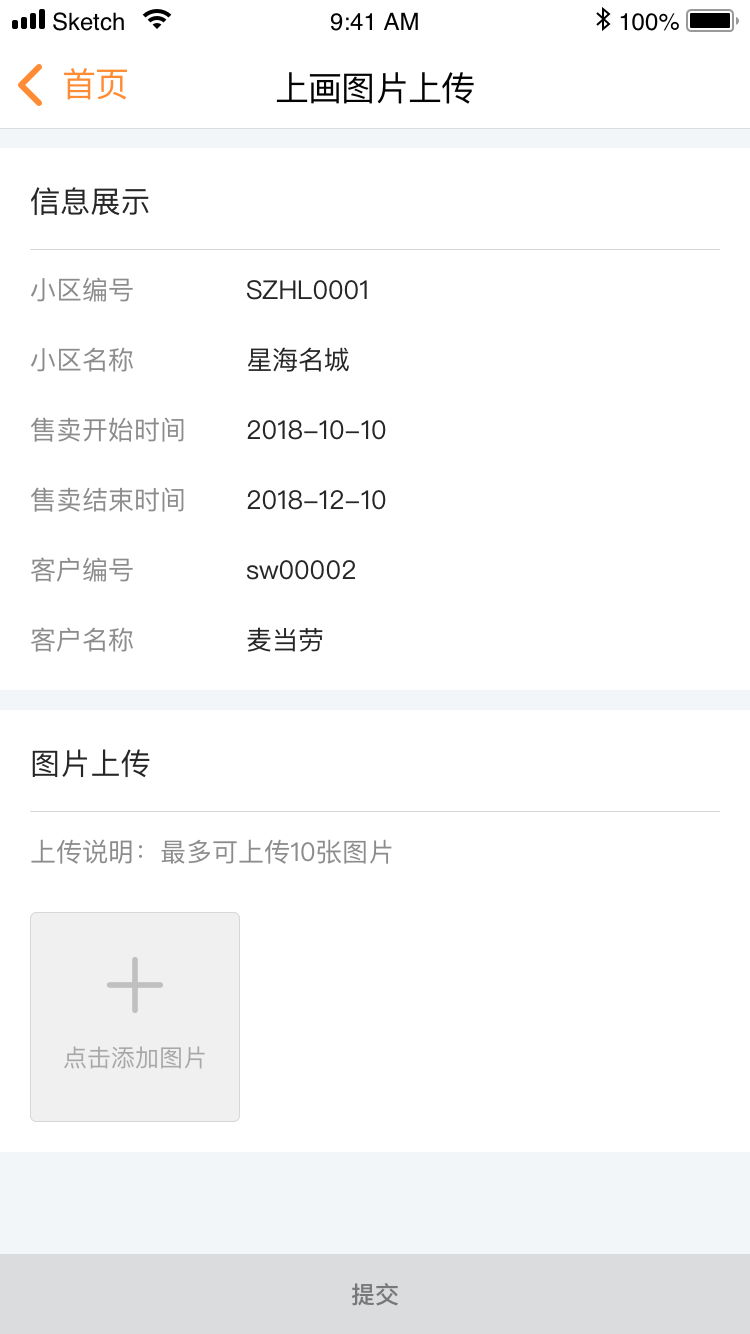 Sketch 9:41 AM 100%
首页 上画图片上传
信息展示
小区编号 SZHL0001
小区名称 星海名城
售卖开始时间 2018-10-10
售卖结束时间 2018-12-10
客户编号 sw00002
客户名称 麦当劳
图片上传
上传说明：最多可上传10张图片
点击添加图片
提交